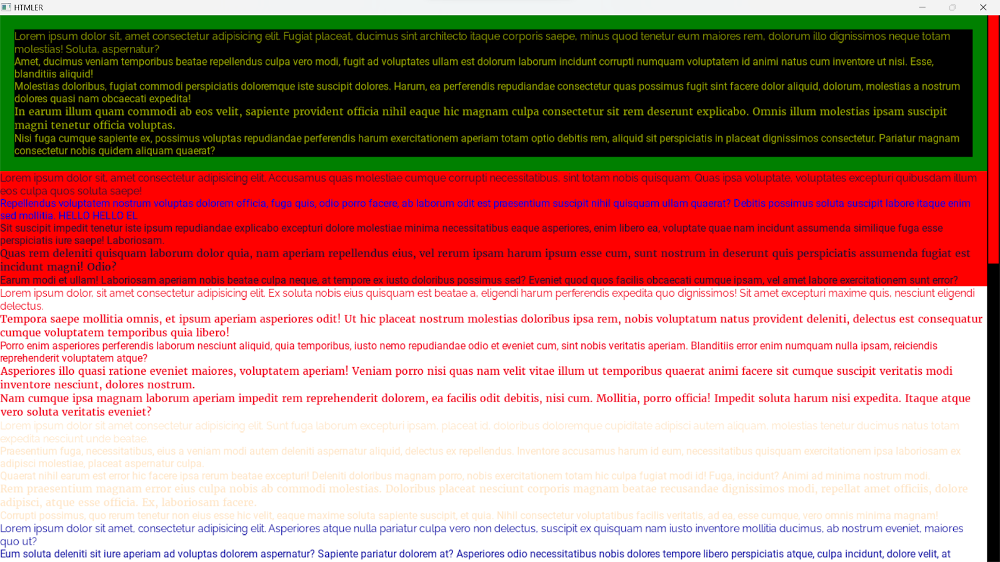 HTMLER
Lorem ipsum dolor sit, amet consectetur adipisicing elit. Fugiat placeat, ducimus sint architecto itaque corporis saepe, minus quod tenetur eum maiores rem, dolorum illo dignissimos neque totam
molestias! Soluta, aspernatur?
Amet, ducimus veniam temporibus beatae repellendus culpa vero modi, fugit ad voluptates ullam est dolorum laborum incidunt corrupti numquam voluptatem id animi natus cum inventore ut nisi. Esse,
blanditiis aliquid!
Molestias doloribus, fugiat commodi perspiciatis doloremque iste suscipit dolores. Harum, ea perferendis repudiandae consectetur quas possimus fugit sint facere dolor aliquid, dolorum, molestias a nostrum
dolores quasi nam obcaecati expedita!
In earum illum quam commodi ab eos velit, sapiente provident officia nihil eaque hic magnam culpa consectetur sit rem deserunt explicabo. Omnis illum molestias ipsam suscipit
magni tenetur officia voluptas.
Nisi fuga cumque sapiente ex, possimus voluptas repudiandae perferendis harum exercitationem aperiam totam optio debitis rem, aliquid sit perspiciatis in placeat dignissimos consectetur. Pariatur magnam
consectetur nobis quidem aliquam quaerat?
Lorem ipsum dolor sit, amet consectetur adipisicing elit. Accusamus quas molestiae cumque corrupti necessitatibus, sint totam nobis quisquam. Quas ipsa voluptate, voluptates excepturi quibusdam illum
eos culpa quos soluta saepe!
Repellendus voluptatem nostrum voluptas dolorem officia, fuga quis, odio porro facere, ab laborum odit est praesentium suscipit nihil quisquam ullam quaerat? Debitis possimus soluta suscipit labore itaque enim
sed mollitia. HELLO HELLO EL
Sit suscipit impedit tenetur iste ipsum repudiandae explicabo excepturi dolore molestiae minima necessitatibus eaque asperiores, enim libero ea, voluptate quae nam incidunt assumenda similique fuga esse
perspiciatis iure saepe! Laboriosam.
Quas rem deleniti quisquam laborum dolor quia, nam aperiam repellendus eius, vel rerum ipsam harum ipsum esse cum, sunt nostrum in deserunt quis perspiciatis assumenda fugiat est
incidunt magni! Odio?
Earum modi et ullam! Laboriosam aperiam nobis beatae culpa neque, at tempore ex iusto doloribus possimus sed? Eveniet quod quos facilis obcaecati cumque ipsam, vel amet labore exercitationem sunt error?
Lorem ipsum dolor, sit amet consectetur adipisicing elit. Ex soluta nobis eius quisquam est beatae a, eligendi harum perferendis expedita quo dignissimos! Sit amet excepturi maxime quis, nesciunt eligendi
delectus.
Tempora saepe mollitia omnis, et ipsum aperiam asperiores odit! Ut hic placeat nostrum molestias doloribus ipsa rem, nobis voluptatum natus provident deleniti, delectus est consequatur
cumque voluptatem temporibus quia libero!
Porro enim asperiores perferendis laborum nesciunt aliquid, quia temporibus, iusto nemo repudiandae odio et eveniet cum, sint nobis veritatis aperiam. Blanditiis error enim numquam nulla ipsam, reiciendis
reprehenderit voluptatem atque?
Asperiores illo quasi ratione eveniet maiores, voluptatem aperiam! Veniam porro nisi quas nam velit vitae illum ut temporibus quaerat animi facere sit cumque suscipit veritatis modi
inventore nesciunt, dolores nostrum.
Nam cumque ipsa magnam laborum aperiam impedit rem reprehenderit dolorem, ea facilis odit debitis, nisi cum. Mollitia, porro officia! Impedit soluta harum nisi expedita. Itaque atque
vero soluta veritatis eveniet?
Lorem ipsum dolor sit amet consectetur adipisicing elit. Sunt fuga laborum excepturi ipsam, placeat id, doloribus doloremque cupiditate adipisci autem aliquam, molestias tenetur ducimus natus totam
expedita nesciunt unde beatae.
Praesentium fuga, necessitatibus, eius a veniam modi autem deleniti aspernatur aliquid, delectus ex repellendus. Inventore accusamus harum id eum, necessitatibus quisquam exercitationem ipsa laboriosam ex
adipisci molestiae, placeat aspernatur culpa.
Quaerat nihil earum est error hic facere ipsa rerum beatae excepturi! Deleniti doloribus magnam porro, nobis exercitationem totam hic culpa fugiat modi id! Fuga, incidunt? Animi ad minima nostrum modi.
Rem praesentium magnam error eius culpa nobis ab commodi molestias. Doloribus placeat nesciunt corporis magnam beatae recusandae dignissimos modi, repellat amet officiis, dolore
adipisci, atque esse officia. Ex, laboriosam facere.
Corrupti possimus, quo rerum tenetur non eius esse hic velit, eaque maxime soluta sapiente suscipit, et quia. Nihil consectetur voluptatibus facilis veritatis, ad ea, esse cumque, vero omnis minima magnam!
Lorem ipsum dolor sit amet, consectetur adipisicing elit. Asperiores atque nulla pariatur culpa vero non delectus, suscipit ex quisquam nam iusto inventore mollitia ducimus, ab nostrum eveniet, maiores
quo ut?
Eum soluta deleniti sit iure aperiam ad voluptas dolorem aspernatur? Sapiente pariatur dolorem at? Asperiores odio necessitatibus nobis dolores tempore libero perspiciatis atque, culpa incidunt, dolore velit, at